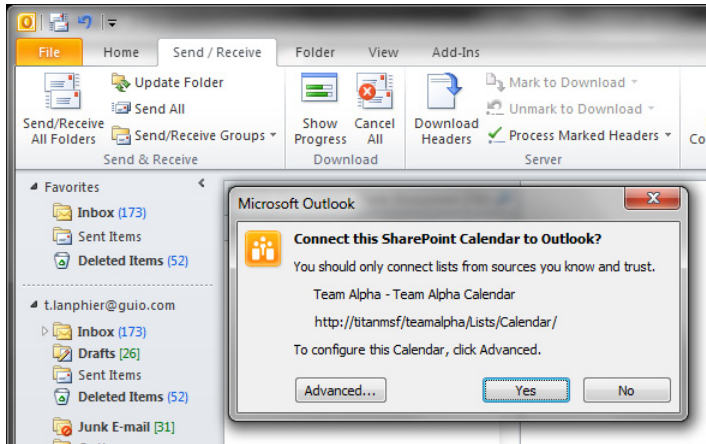 File Home Send / Receive Folder View Add-Ins
Update Folder
Send All
Send/Receive Groups
Send/Receive
All Folders
Send & Receive
Show
Progress
Cancel
All
Download
Download
Headers
Mark to Download
Unmark to Download
Process Marked Headers
Server
Co
Favorites
Inbox (173)
Sent Items
Deleted Items (52)
t.lanphier@guio.com
Inbox (173)
Drafts [26]
Sent Items
Deleted Items (52)
Junk E-mail [31]
Microsoft Outlook
Connect this SharePoint Calendar to Outlook?
You should only connect lists from sources you know and trust.
Team Alpha - Team Alpha Calendar
http://titanmsf/teamalpha/Lists/Calendar/
To configure this Calendar, click Advanced.
Advanced... Yes No